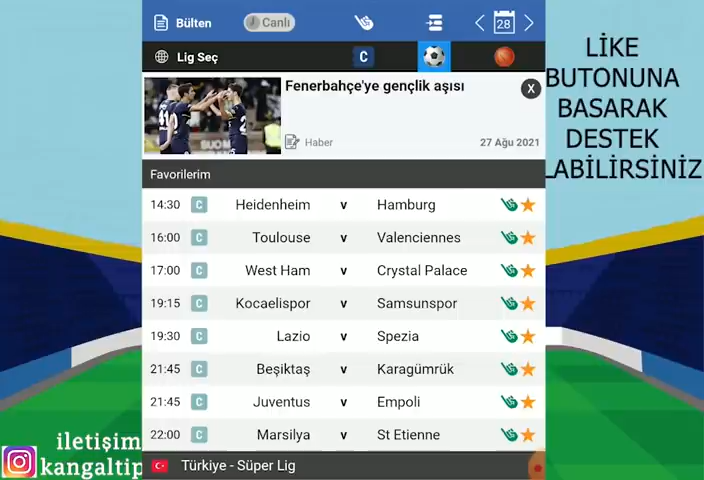 Bülten
Canlı
28
Lig Seç
C
Fenerbahçe'ye gençlik aşısı
X
Haber
27 Ağu 2021
Favorilerim
14:30 C Heidenheim v Hamburg
16:00 C Toulouse v Valenciennes
17:00 C West Ham v Crystal Palace
19:15 C Kocaelispor v Samsunspor
19:30 C Lazio v Spezia
21:45 C Beşiktaş v Karagümrük
21:45 C Juventus v Empoli
22:00 C Marsilya v St Etienne
Türkiye - Süper Lig
LİKE
BUTONUNA
BASARAK
DESTEK
LABİLİRSİNİZ
iletişim
kangaltip